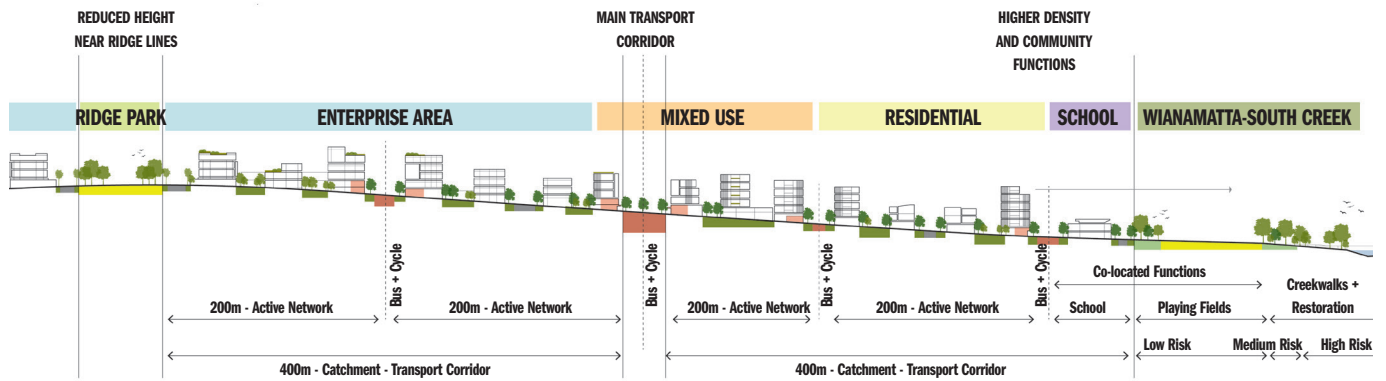 REDUCED HEIGHT
NEAR RIDGE LINES
MAIN TRANSPORT
CORRIDOR
HIGHER DENSITY
AND COMMUNITY
FUNCTIONS
RIDGE PARK
ENTERPRISE AREA
MIXED USE
RESIDENTIAL
SCHOOL
WIANAMATTA-SOUTH CREEK
Bus + Cycle
Bus + Cycle
Bus + Cycle
Bus + Cycle
Co-located Functions
Creekwalks +
Restoration
200m - Active Network
200m - Active Network
200m - Active Network
200m - Active Network
School
Playing Fields
Low Risk
Medium Risk
High Risk
400m - Catchment - Transport Corridor
400m - Catchment - Transport Corridor